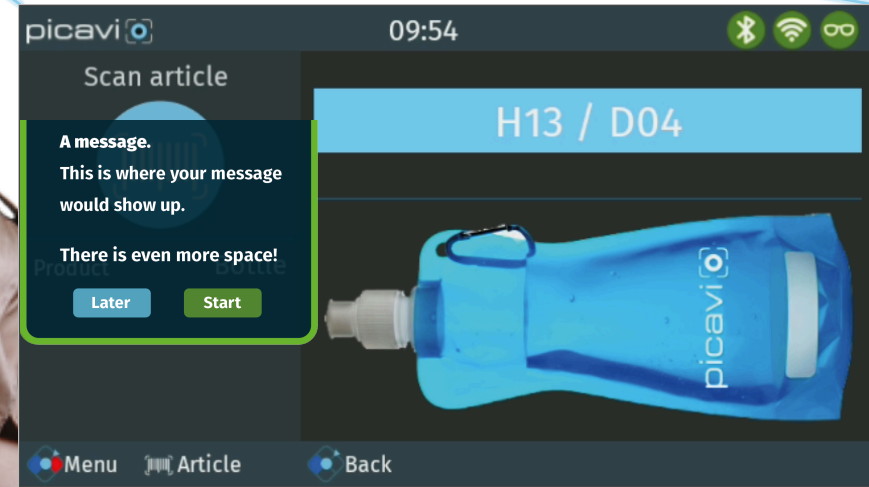 picavi
09:54
Scan article
H13 / D04
A message.
This is where your message
would show up.
There is even more space!
Product Bottle
Later Start
picavi
Menu Article Back